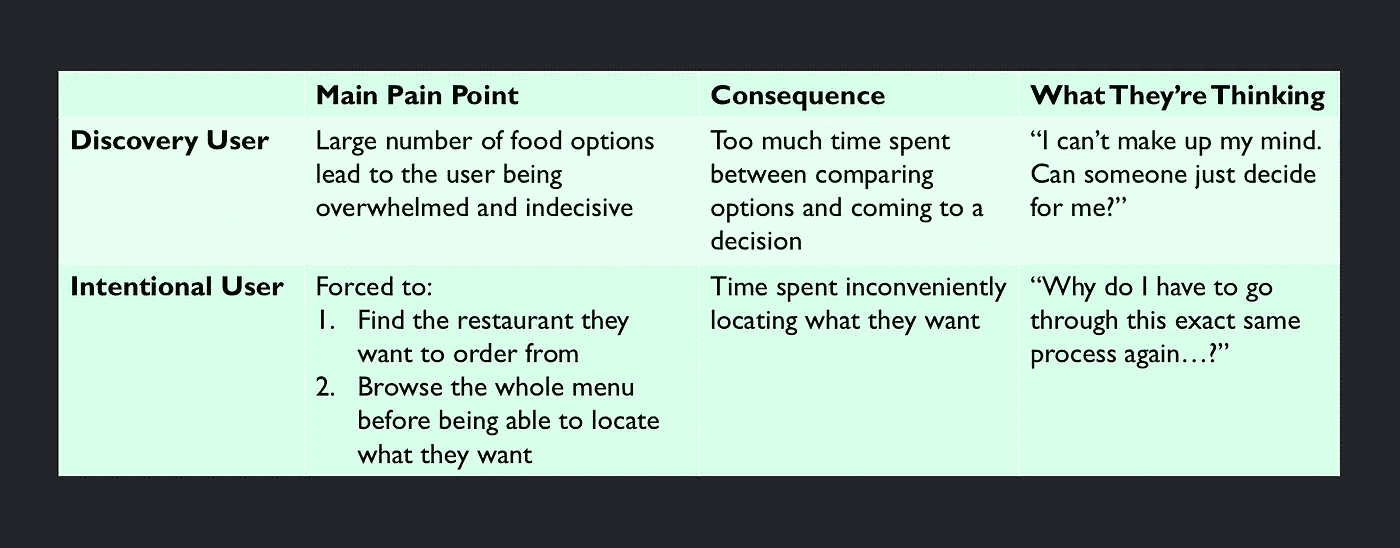 Main Pain Point
Consequence
What They're Thinking
Discovery User
Large number of food options
lead to the user being
overwhelmed and indecisive
Too much time spent
between comparing
options and coming to a
decision
“I can’t make up my mind.
Can someone just decide
for me?”
Intentional User
Forced to:
1. Find the restaurant they
want to order from
2. Browse the whole menu
before being able to locate
what they want
Time spent inconveniently
locating what they want
“Why do I have to go
through this exact same
process again…?”